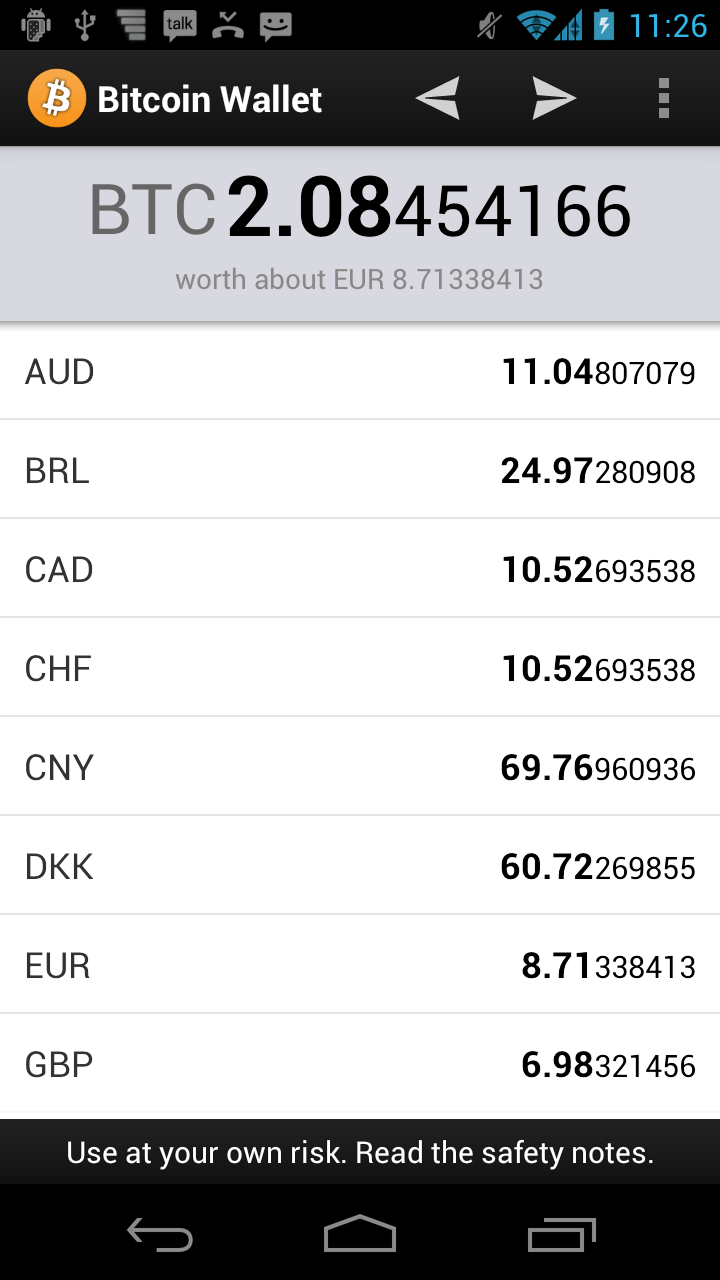 talk 11:26
Bitcoin Wallet
BTC 2.08454166
worth about EUR 8.71338413
AUD 11.04807079
BRL 24.97280908
CAD 10.52693538
CHF 10.52693538
CNY 69.76960936
DKK 60.72269855
EUR 8.71338413
GBP 6.98321456
Use at your own risk. Read the safety notes.